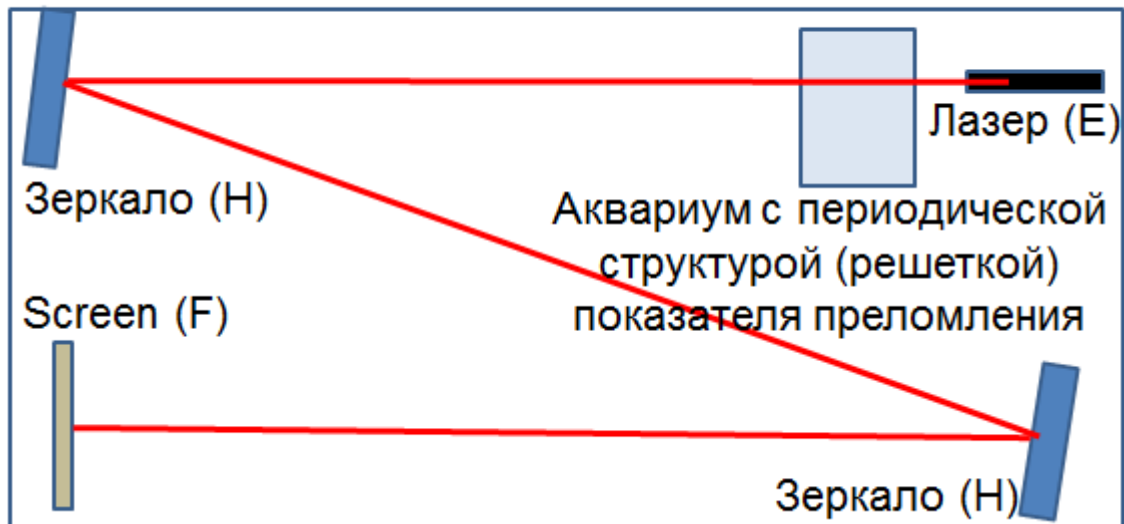 Лазер (E)
Зеркало (H)
Аквариум с периодической
структурой (решеткой)
показателя преломления
Screen (F)
Зеркало (H)